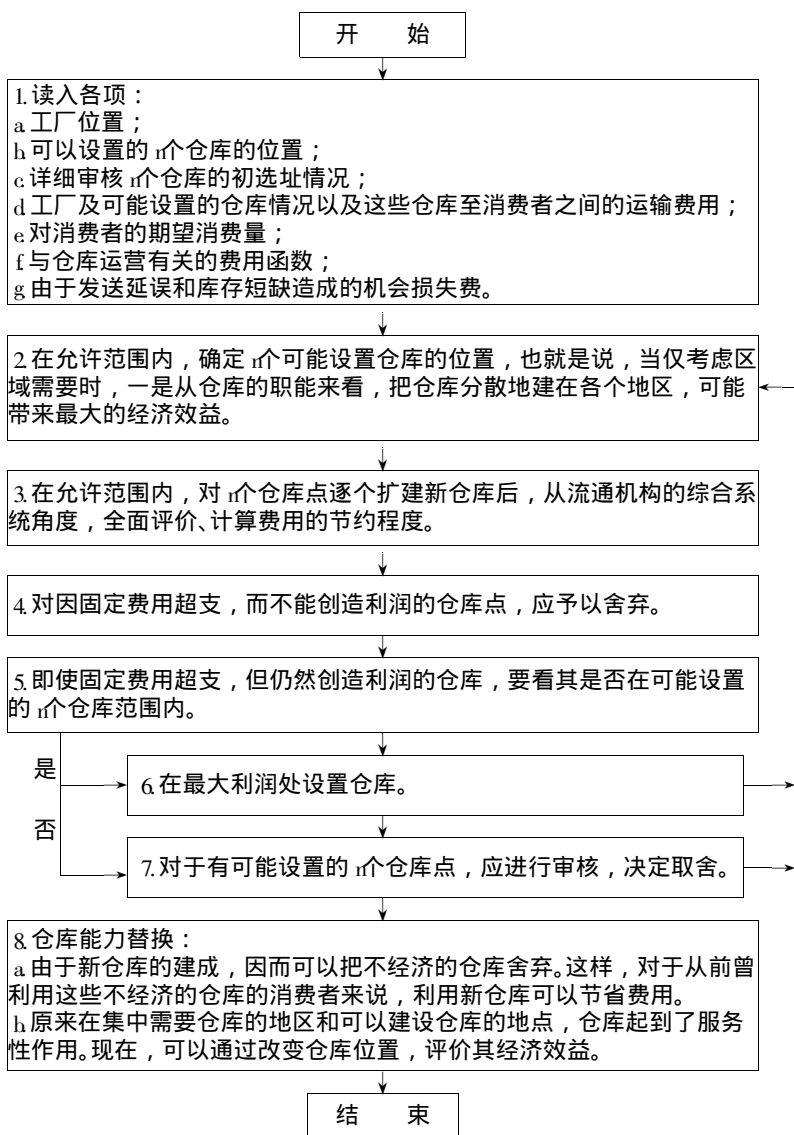 开 始
1.读入各项：
a.工厂位置；
b.可以设置的 n个仓库的位置；
c.详细审核 n个仓库的初选址情况；
d.工厂及可能设置的仓库情况以及这些仓库至消费者之间的运输费用；
e.对消费者的期望消费量；
f.与仓库运营有关的费用函数；
g.由于发送延误和库存短缺造成的机会损失费。
2.在允许范围内，确定 n个可能设置仓库的位置，也就是说，当仅考虑区
域需要时，一是从仓库的职能来看，把仓库分散地建在各个地区，可能
带来最大的经济效益。
3.在允许范围内，对 n个仓库点逐个扩建新仓库后，从流通机构的综合系
统角度，全面评价、计算费用的节约程度。
4.对因固定费用超支，而不能创造利润的仓库点，应予以舍弃。
5.即使固定费用超支，但仍然创造利润的仓库，要看其是否在可能设置
的 n个仓库范围内。
是
6.在最大利润处设置仓库。
否
7.对于有可能设置的 n个仓库点，应进行审核，决定取舍。
8.仓库能力替换：
a.由于新仓库的建成，因而可以把不经济的仓库舍弃。这样，对于从前曾
利用这些不经济的仓库的消费者来说，利用新仓库可以节省费用。
b.原来在集中需要仓库的地区和可以建设仓库的地点，仓库起到了服务
性作用。现在，可以通过改变仓库位置，评价其经济效益。
结 束